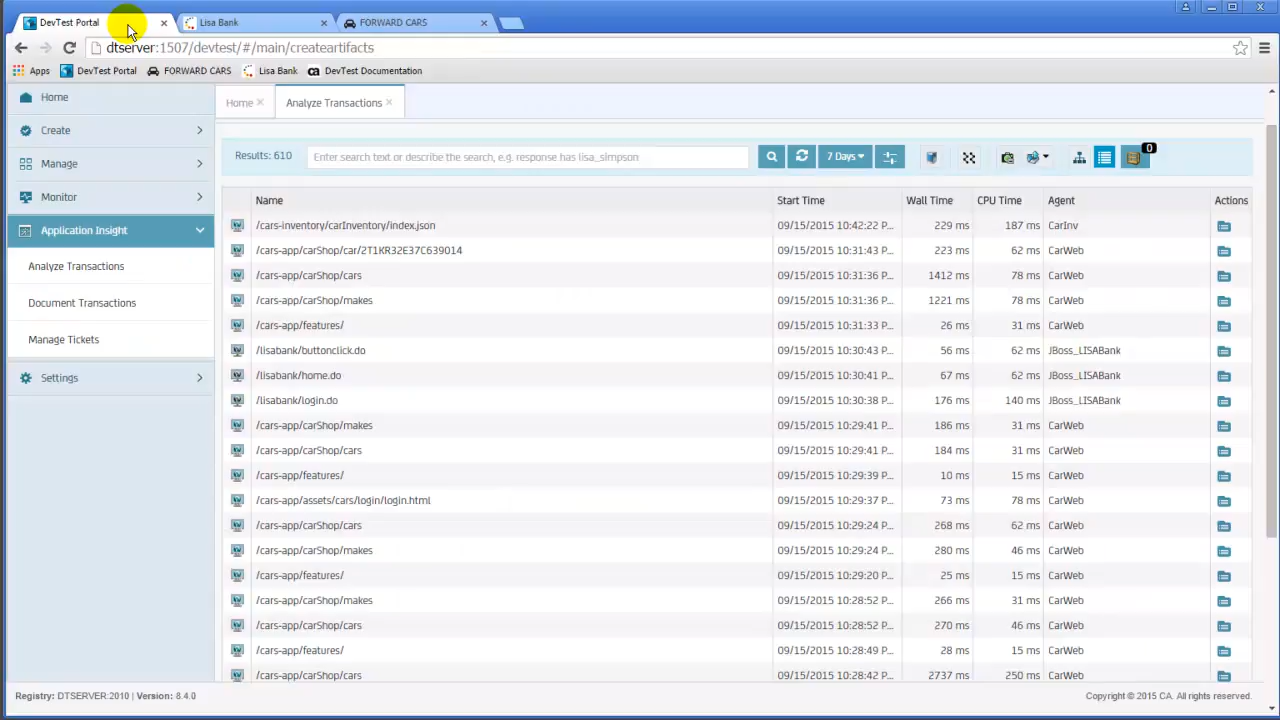 DevTest Portal Lisa Bank FORWARD CARS
dtserver:1507/devtest/#/main/createartifacts
Apps DevTest Portal FORWARD CARS Lisa Bank ca DevTest Documentation
Home
Create
Manage
Monitor
Application Insight
Analyze Transactions
Document Transactions
Manage Tickets
Settings
Home Analyze Transactions
Results: 610 Enter search text or describe the search, e.g. response has lisa_simpson 7 Days 0
Name Start Time Wall Time CPU Time Agent Actions
/cars-inventory/carInventory/index.json 09/15/2015 10:42:22 P... 229 ms 187 ms CarInv
/cars-app/carShop/car/2T1KR32E37C639014 09/15/2015 10:31:43 P... 223 ms 62 ms CarWeb
/cars-app/carShop/cars 09/15/2015 10:31:36 P... 1412 ms 78 ms CarWeb
/cars-app/carShop/makes 09/15/2015 10:31:36 P... 1221 ms 78 ms CarWeb
/cars-app/features/ 09/15/2015 10:31:33 P... 26 ms 31 ms CarWeb
/lisabank/buttonclick.do 09/15/2015 10:30:43 P... 56 ms 62 ms JBoss_LISABank
/lisabank/home.do 09/15/2015 10:30:41 P... 67 ms 62 ms JBoss_LISABank
/lisabank/login.do 09/15/2015 10:30:38 P... 176 ms 140 ms JBoss_LISABank
/cars-app/carShop/makes 09/15/2015 10:29:41 P... 186 ms 31 ms CarWeb
/cars-app/carShop/cars 09/15/2015 10:29:41 P... 184 ms 31 ms CarWeb
/cars-app/features/ 09/15/2015 10:29:39 P... 10 ms 15 ms CarWeb
/cars-app/assets/cars/login/login.html 09/15/2015 10:29:37 P... 73 ms 78 ms CarWeb
/cars-app/carShop/cars 09/15/2015 10:29:24 P... 268 ms 62 ms CarWeb
/cars-app/carShop/makes 09/15/2015 10:29:24 P... 280 ms 46 ms CarWeb
/cars-app/features/ 09/15/2015 10:29:20 P... 25 ms 15 ms CarWeb
/cars-app/carShop/makes 09/15/2015 10:28:52 P... 266 ms 31 ms CarWeb
/cars-app/carShop/cars 09/15/2015 10:28:52 P... 270 ms 46 ms CarWeb
/cars-app/features/ 09/15/2015 10:28:49 P... 28 ms 15 ms CarWeb
/cars-app/carShop/cars 09/15/2015 10:28:36 P... 2737 ms 250 ms CarWeb
Registry: DTSERVER:2010 | Version: 8.4.0 Copyright © 2015 CA. All rights reserved.